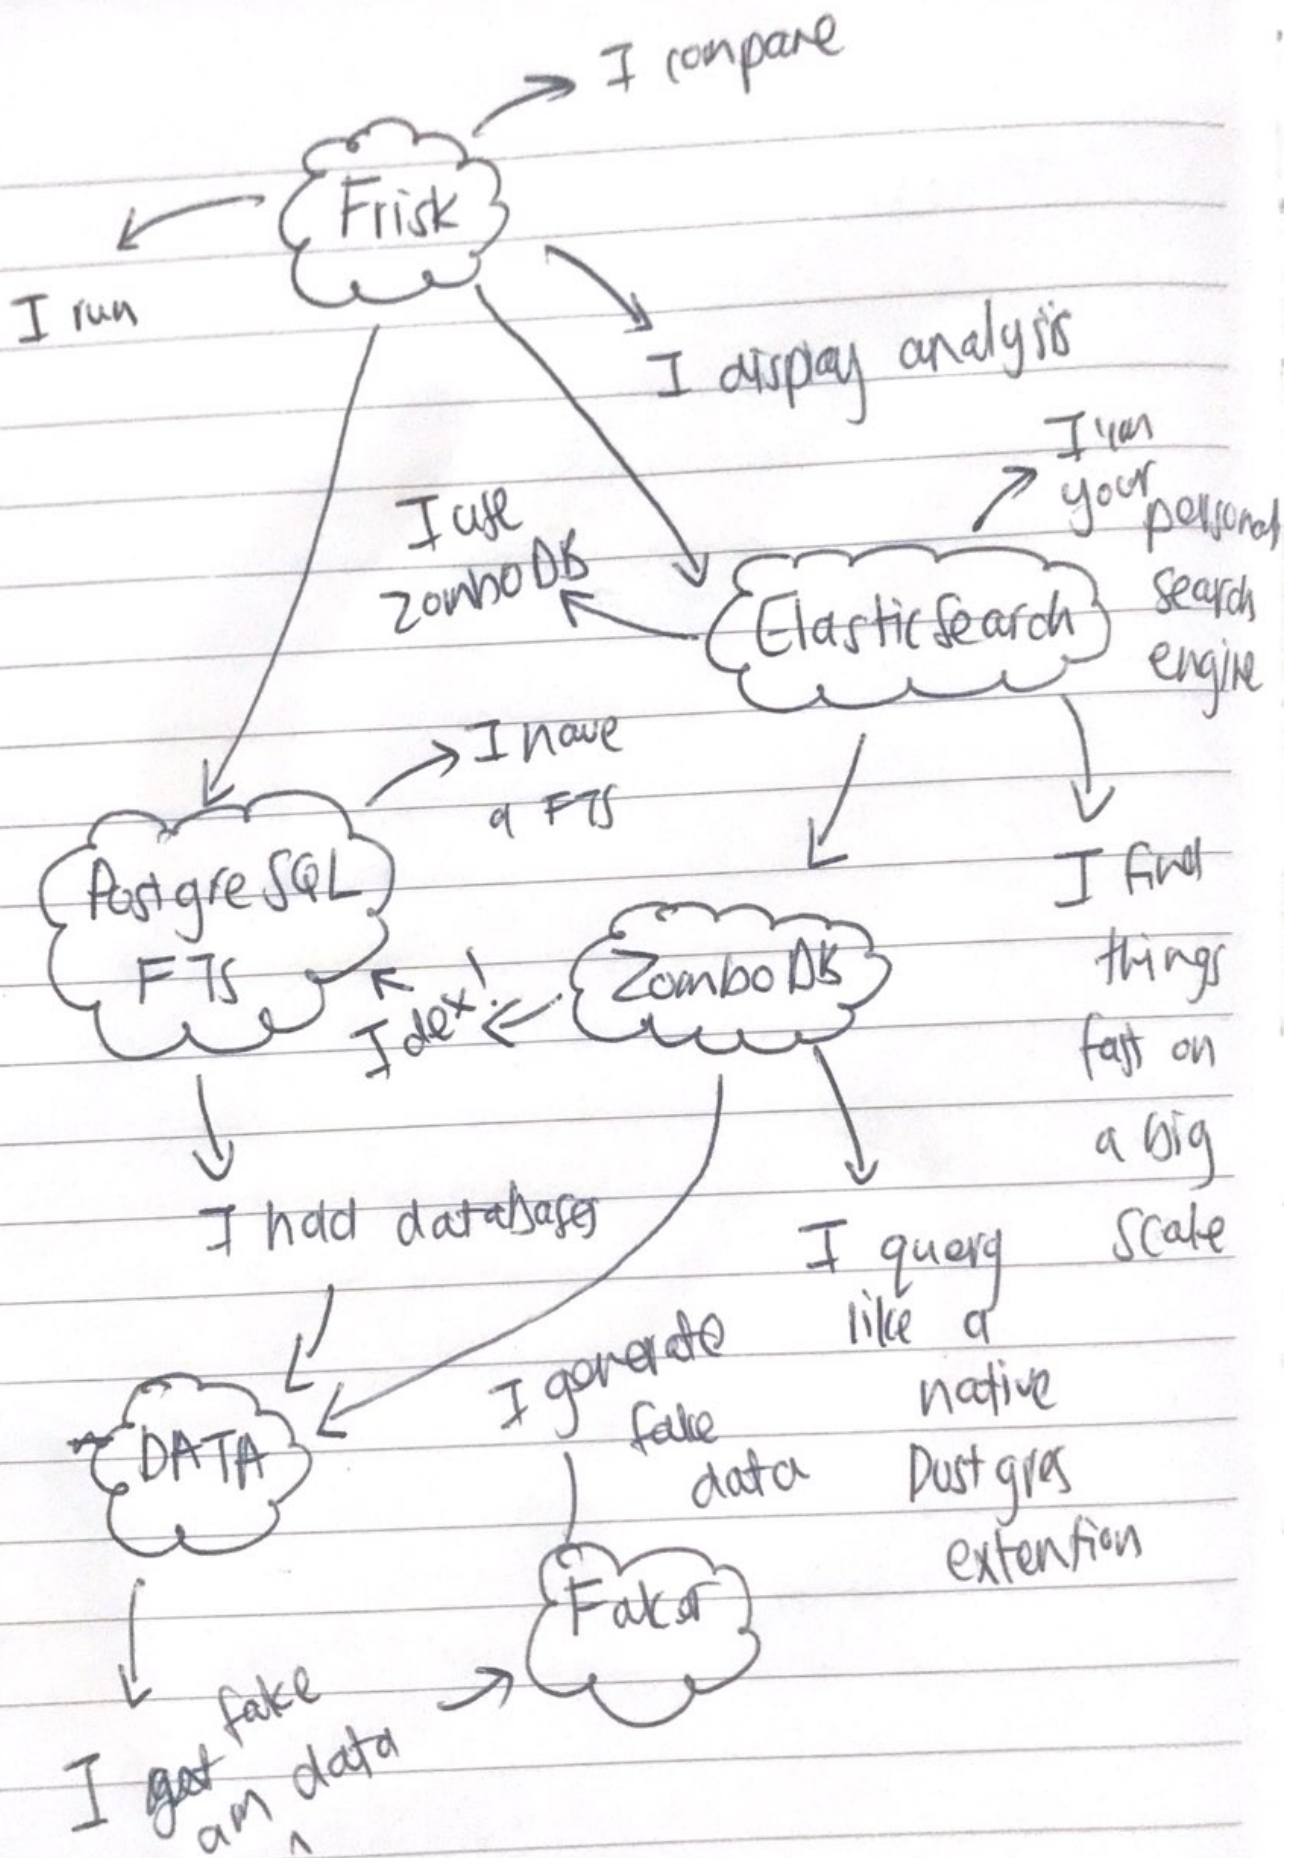 I compare
Frisk
I run
I display analysis
I use
ZomboDB
I run
your
personal
search
engine
ElasticSearch
I have
a FTS
PostgreSQL
FTS
I find
things
fast on
a big
scale
ZomboDB
Idex!
I hold databases
I query
like a
native
Postgres
extention
I generate
fake
data
DATA
Faker
I fake
am data